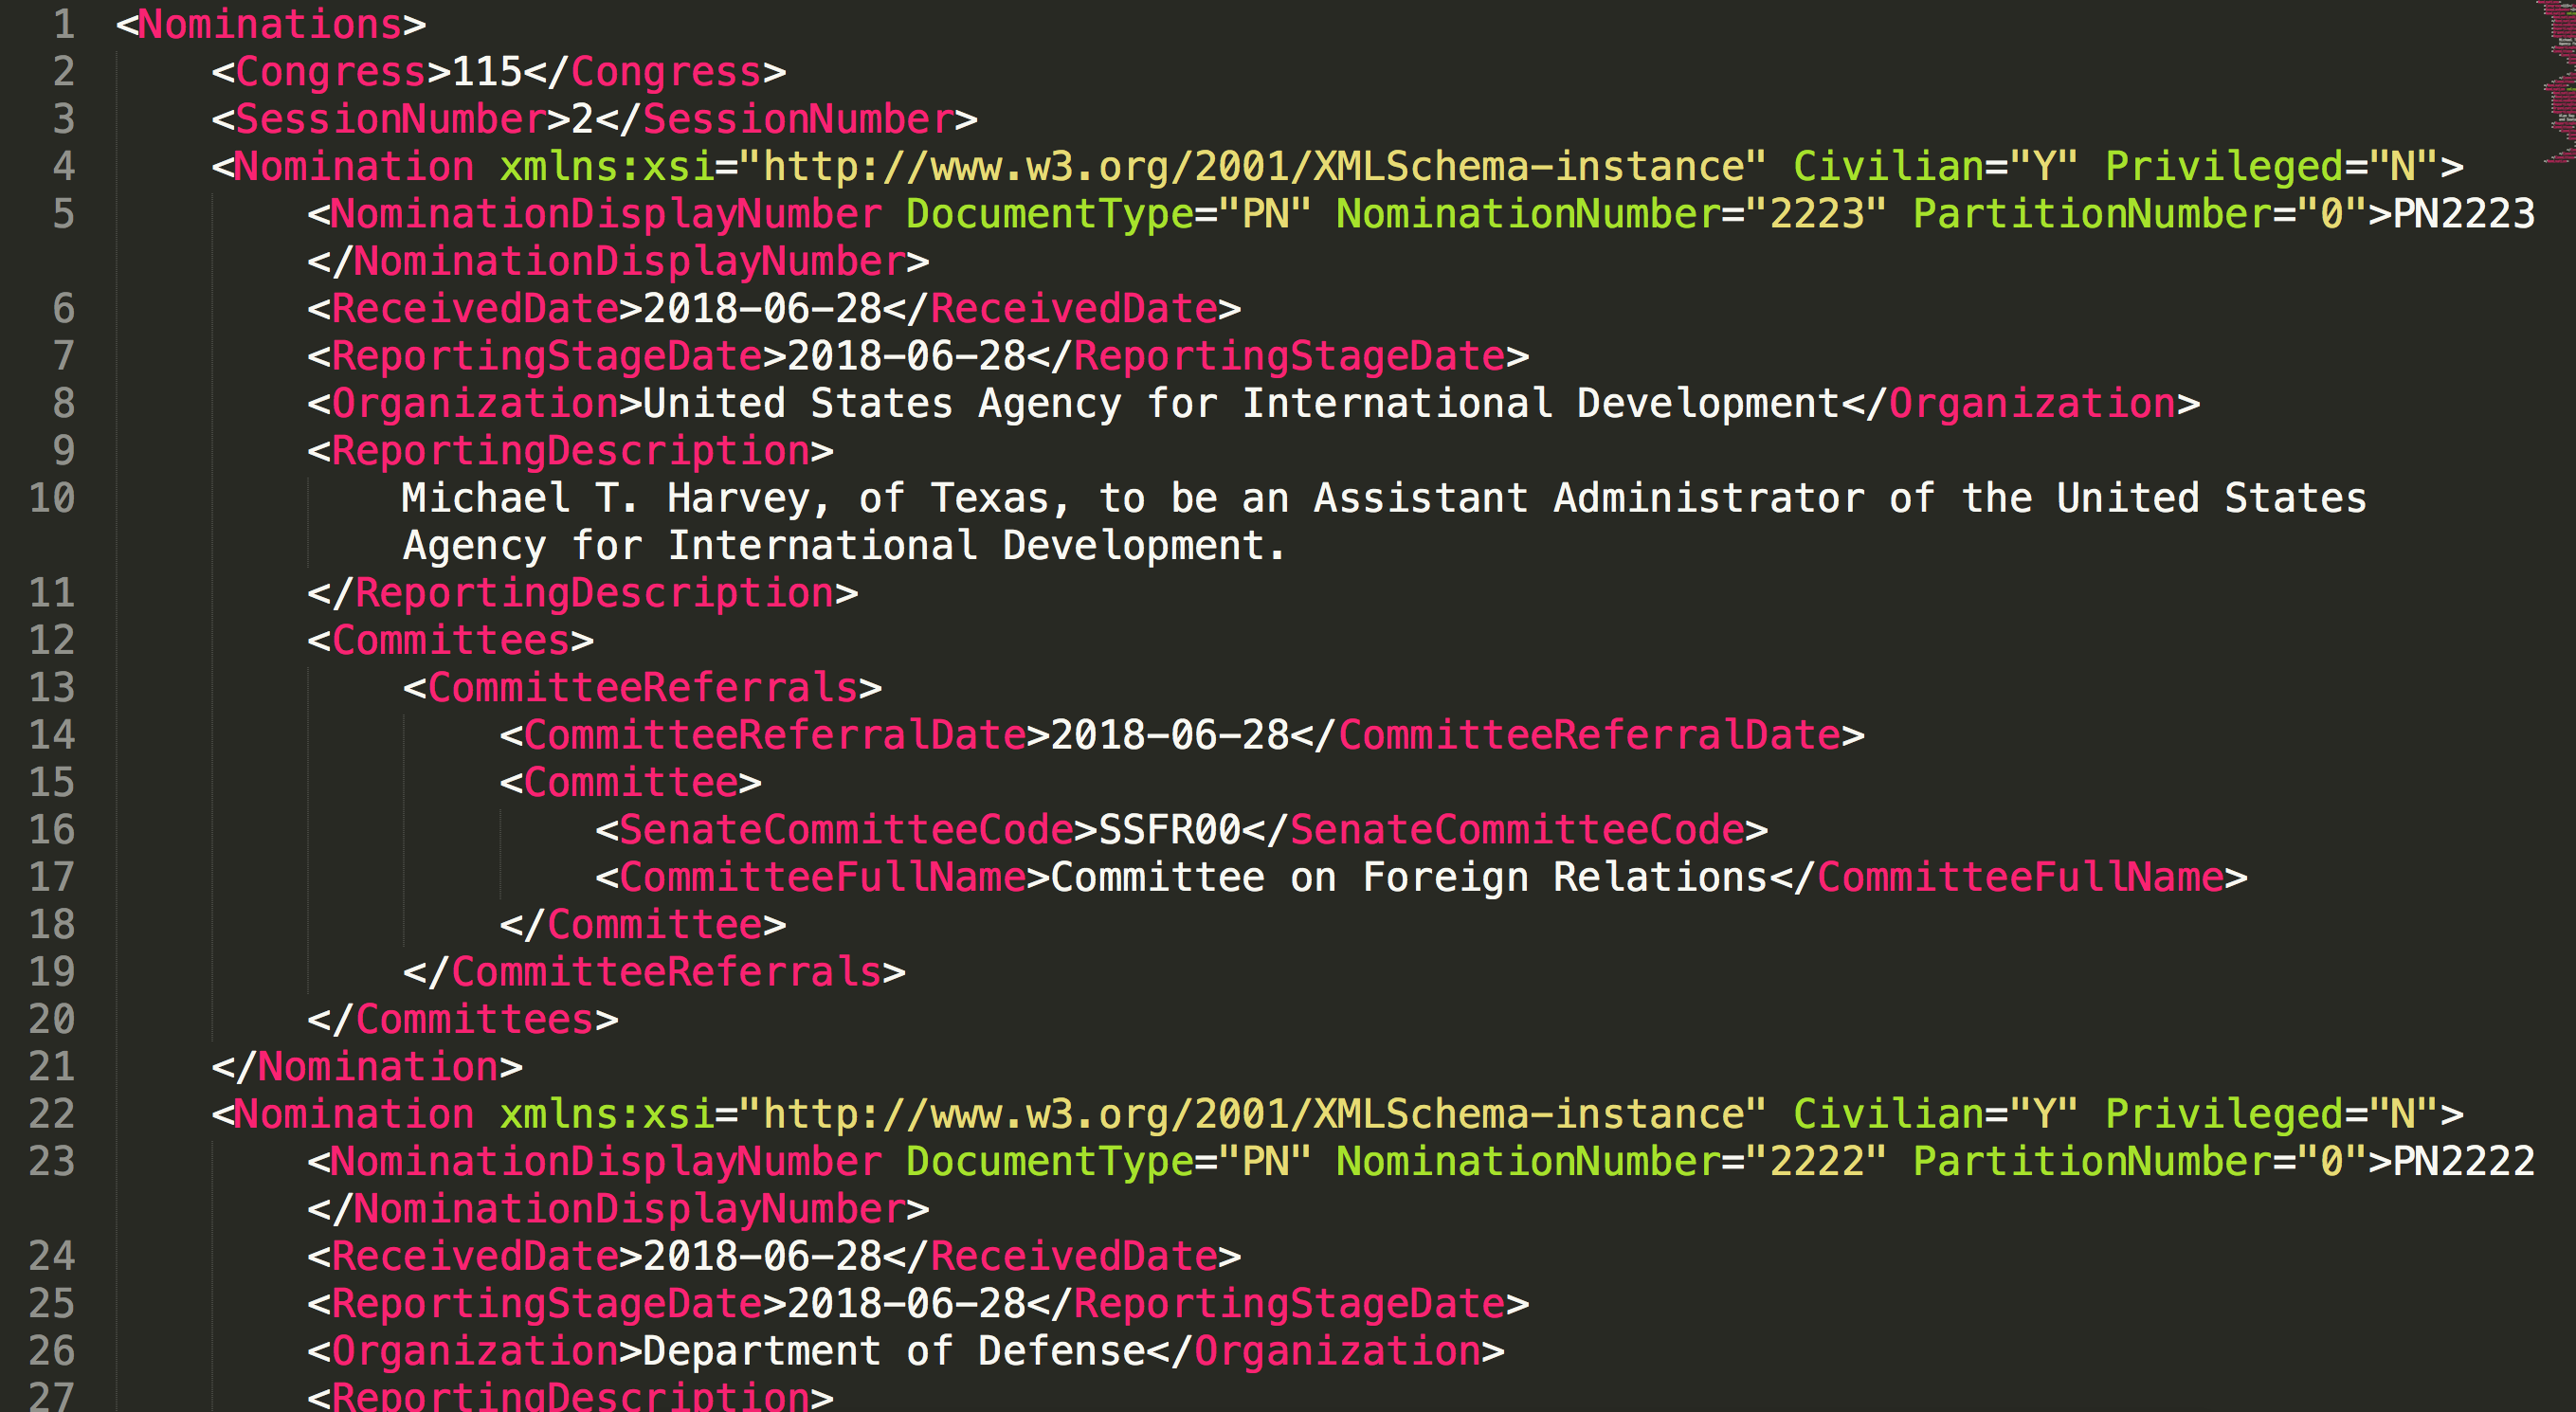 1 <Nominations>
2 <Congress>115</Congress>
3 <SessionNumber>2</SessionNumber>
4 <Nomination xmlns:xsi="http://www.w3.org/2001/XMLSchema-instance" Civilian="Y" Privileged="N">
5 <NominationDisplayNumber DocumentType="PN" NominationNumber="2223" PartitionNumber="0">PN2223
</NominationDisplayNumber>
6 <ReceivedDate>2018-06-28</ReceivedDate>
7 <ReportingStageDate>2018-06-28</ReportingStageDate>
8 <Organization>United States Agency for International Development</Organization>
9 <ReportingDescription>
10 Michael T. Harvey, of Texas, to be an Assistant Administrator of the United States
Agency for International Development.
11 </ReportingDescription>
12 <Committees>
13 <CommitteeReferrals>
14 <CommitteeReferralDate>2018-06-28</CommitteeReferralDate>
15 <Committee>
16 <SenateCommitteeCode>SSFR00</SenateCommitteeCode>
17 <CommitteeFullName>Committee on Foreign Relations</CommitteeFullName>
18 </Committee>
19 </CommitteeReferrals>
20 </Committees>
21 </Nomination>
22 <Nomination xmlns:xsi="http://www.w3.org/2001/XMLSchema-instance" Civilian="Y" Privileged="N">
23 <NominationDisplayNumber DocumentType="PN" NominationNumber="2222" PartitionNumber="0">PN2222
</NominationDisplayNumber>
24 <ReceivedDate>2018-06-28</ReceivedDate>
25 <ReportingStageDate>2018-06-28</ReportingStageDate>
26 <Organization>Department of Defense</Organization>
27 <ReportingDescription>